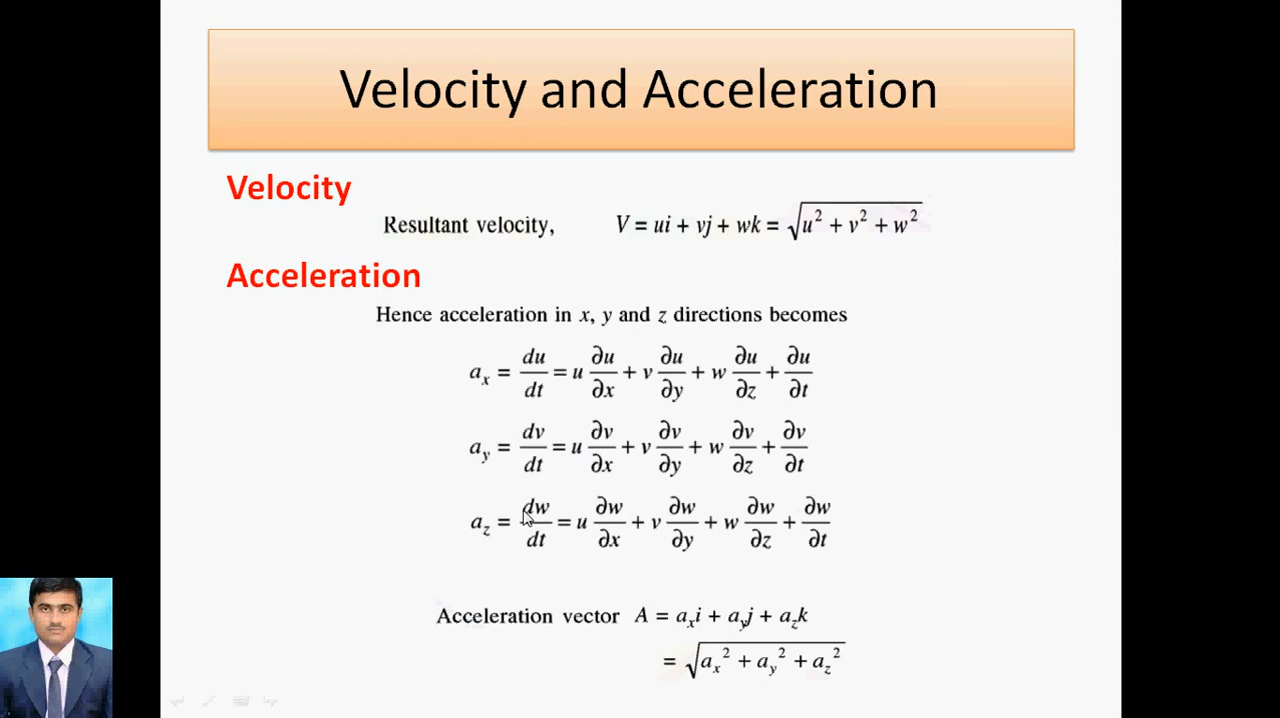 Velocity and Acceleration
Velocity
Resultant velocity, V = ui + vj + wk = √(u² + v² + w²)
Acceleration
Hence acceleration in x, y and z directions becomes
aₓ = du/dt = u ∂u/∂x + v ∂u/∂y + w ∂u/∂z + ∂u/∂t
a_y = dv/dt = u ∂v/∂x + v ∂v/∂y + w ∂v/∂z + ∂v/∂t
a_z = dw/dt = u ∂w/∂x + v ∂w/∂y + w ∂w/∂z + ∂w/∂t
Acceleration vector A = aₓi + a_yj + a_zk
= √(aₓ² + a_y² + a_z²)